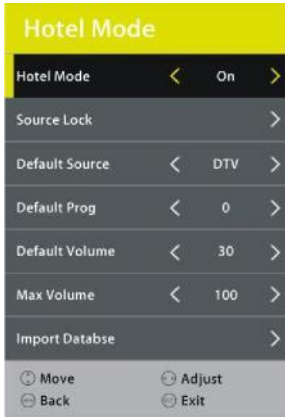 Hotel Mode
Hotel Mode < On >
Source Lock >
Default Source < DTV >
Default Prog < 0 >
Default Volume < 30 >
Max Volume < 100 >
Import Databse >
Move Adjust
Back Exit